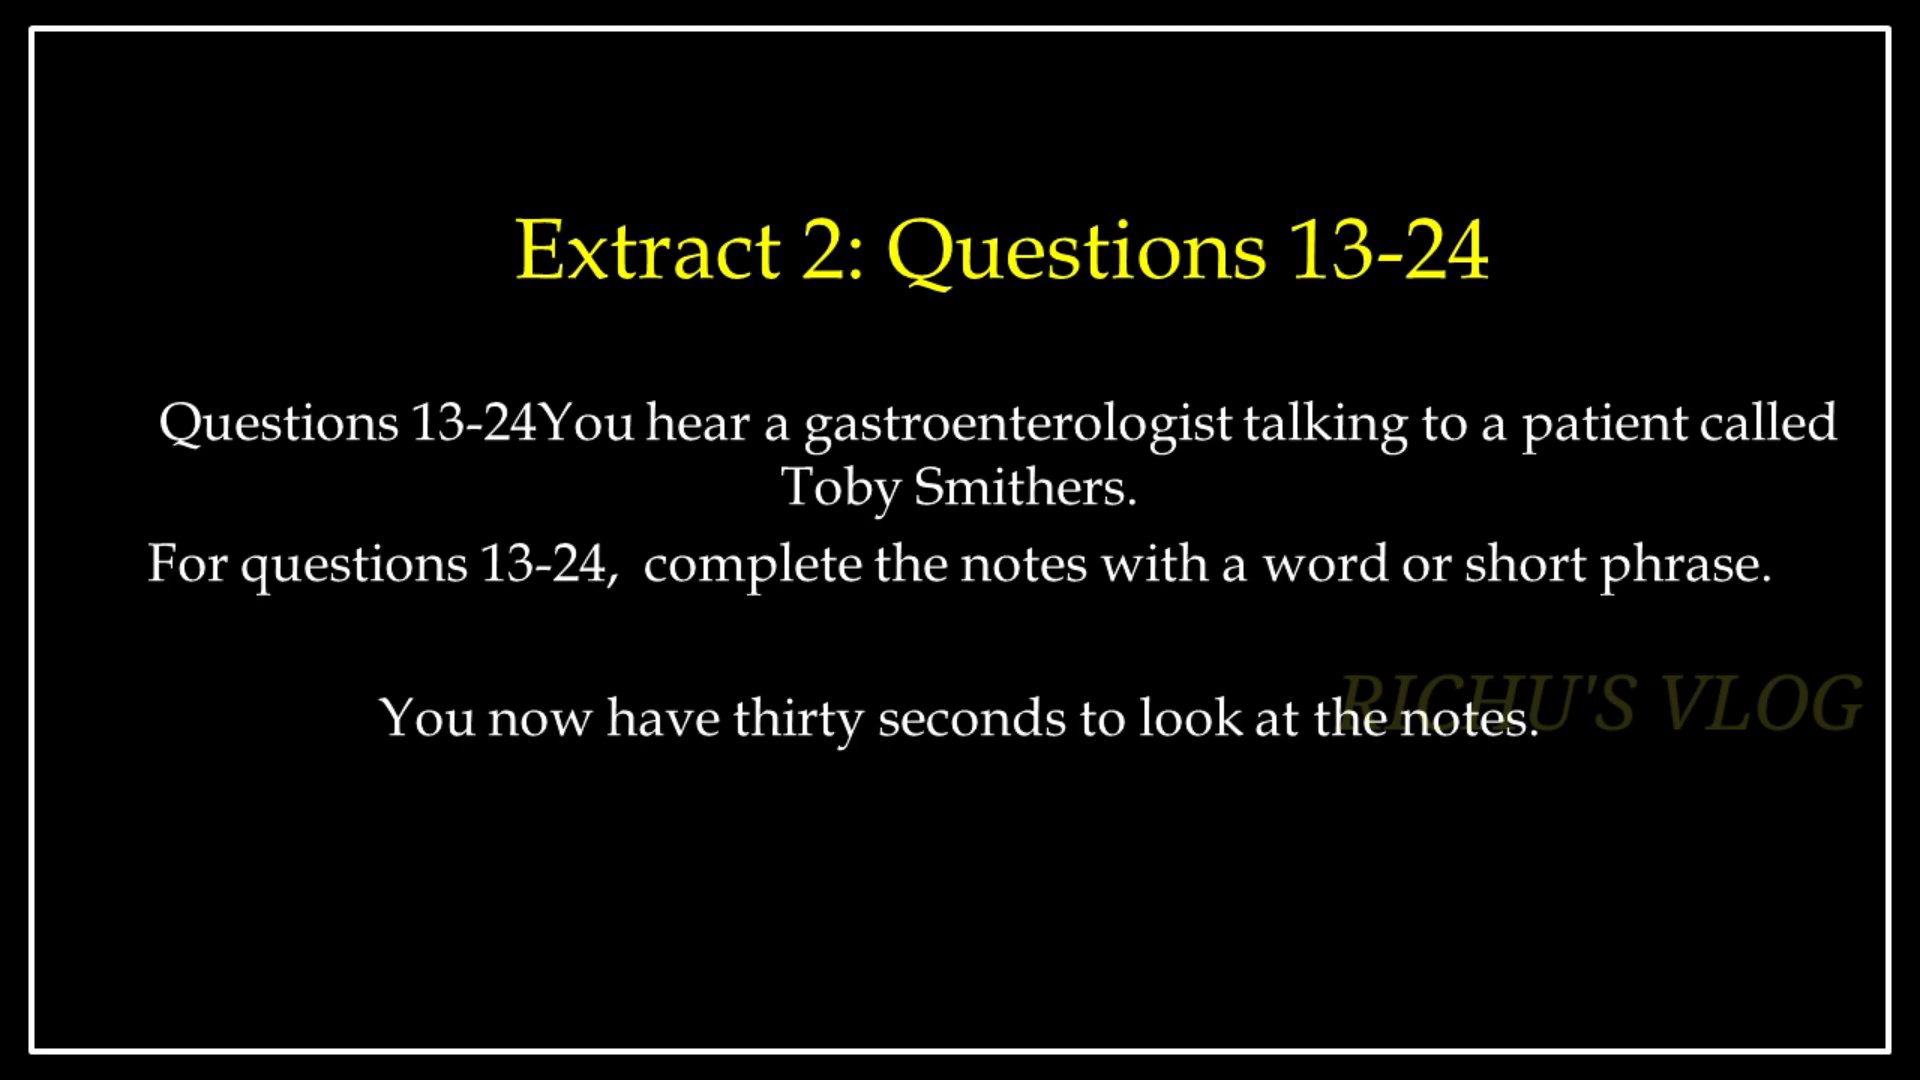 Extract 2: Questions 13-24
Questions 13-24You hear a gastroenterologist talking to a patient called
Toby Smithers.
For questions 13-24,  complete the notes with a word or short phrase.
RICHU'S VLOG
You now have thirty seconds to look at the notes.